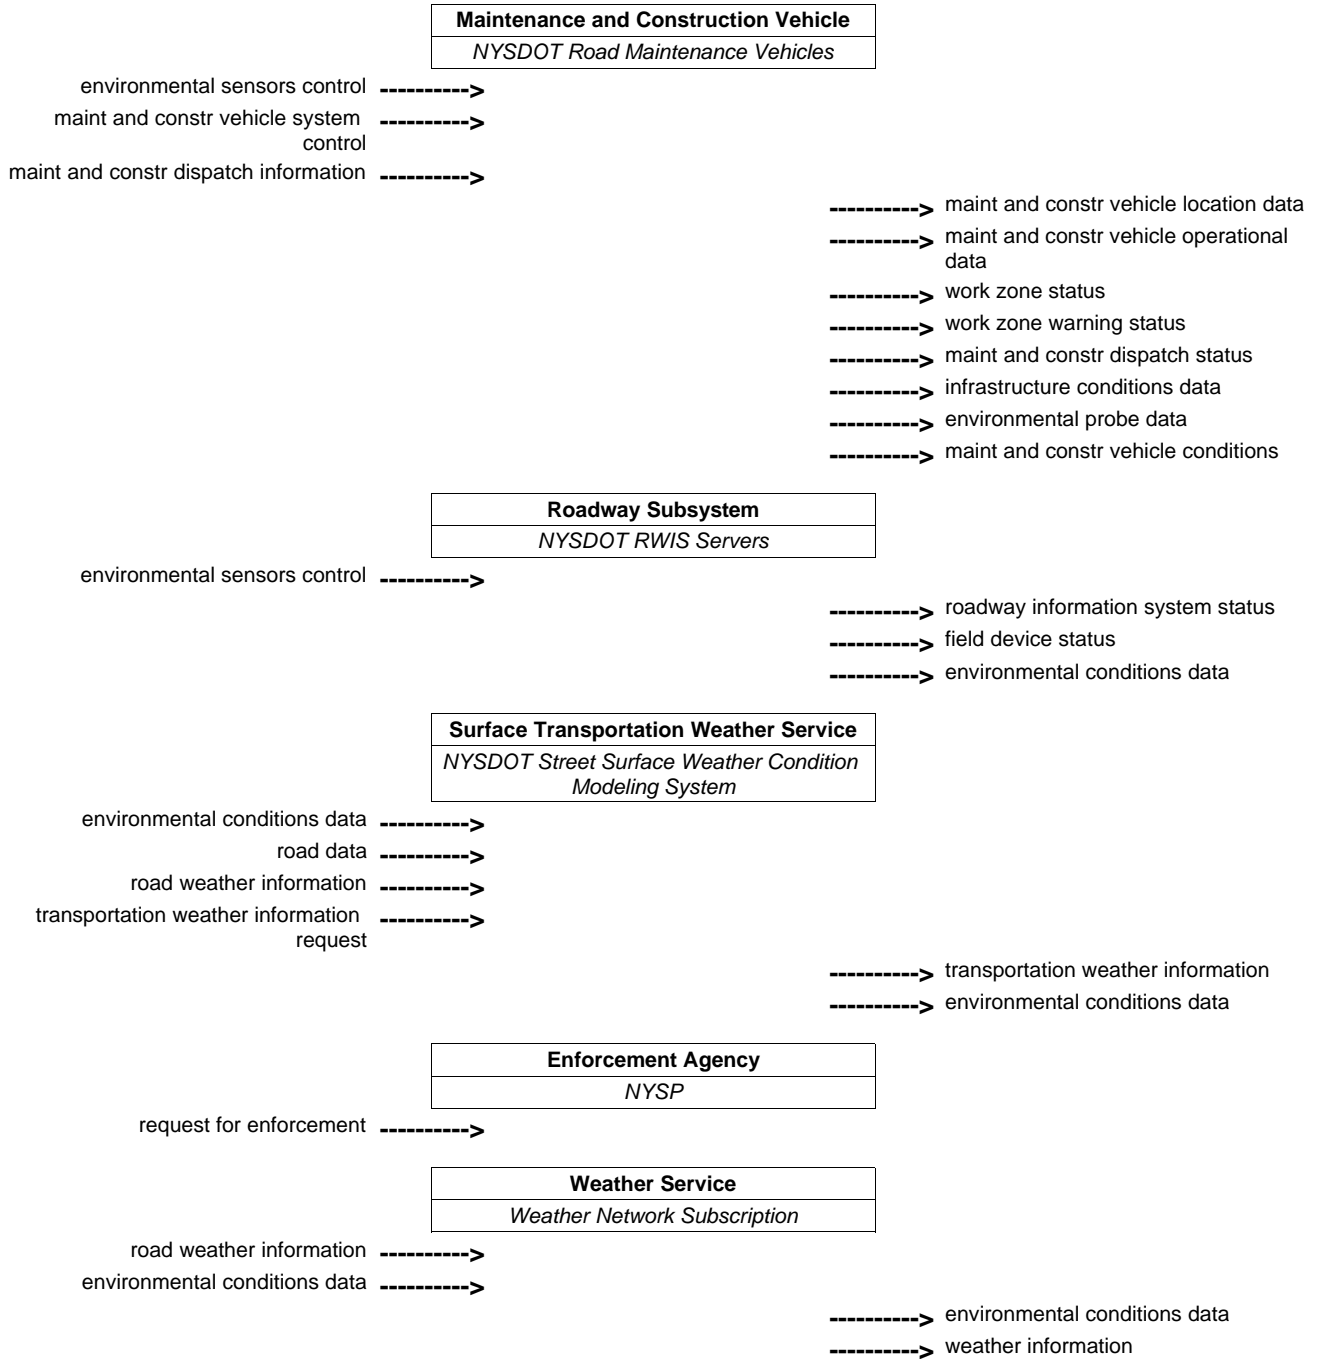 Maintenance and Construction Vehicle
NYSDOT Road Maintenance Vehicles
environmental sensors control ---------->
maint and constr vehicle system ---------->
control
maint and constr dispatch information ---------->
----------> maint and constr vehicle location data
----------> maint and constr vehicle operational
data
----------> work zone status
----------> work zone warning status
----------> maint and constr dispatch status
----------> infrastructure conditions data
----------> environmental probe data
----------> maint and constr vehicle conditions
Roadway Subsystem
NYSDOT RWIS Servers
environmental sensors control ---------->
----------> roadway information system status
----------> field device status
----------> environmental conditions data
Surface Transportation Weather Service
NYSDOT Street Surface Weather Condition
Modeling System
environmental conditions data ---------->
road data ---------->
road weather information ---------->
transportation weather information ---------->
request
----------> transportation weather information
----------> environmental conditions data
Enforcement Agency
NYSP
request for enforcement ---------->
Weather Service
Weather Network Subscription
road weather information ---------->
environmental conditions data ---------->
----------> environmental conditions data
----------> weather information